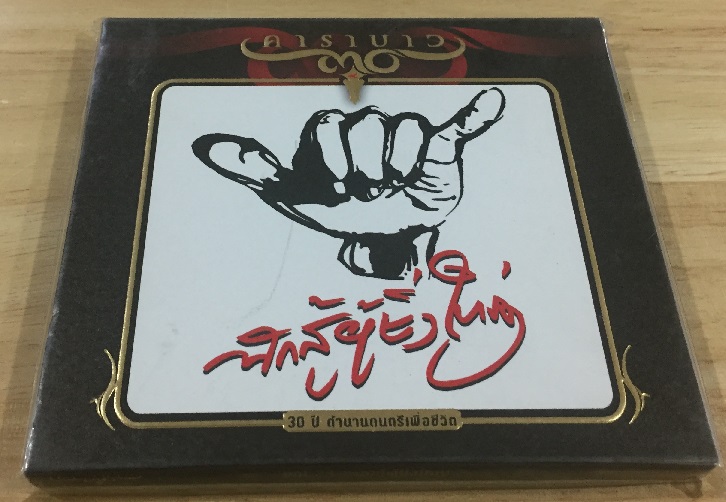 คาราบาว
๓๐
นักสู้ผู้ยิ่งใหญ่
30 ปี ตำนานดนตรีเพื่อชีวิต